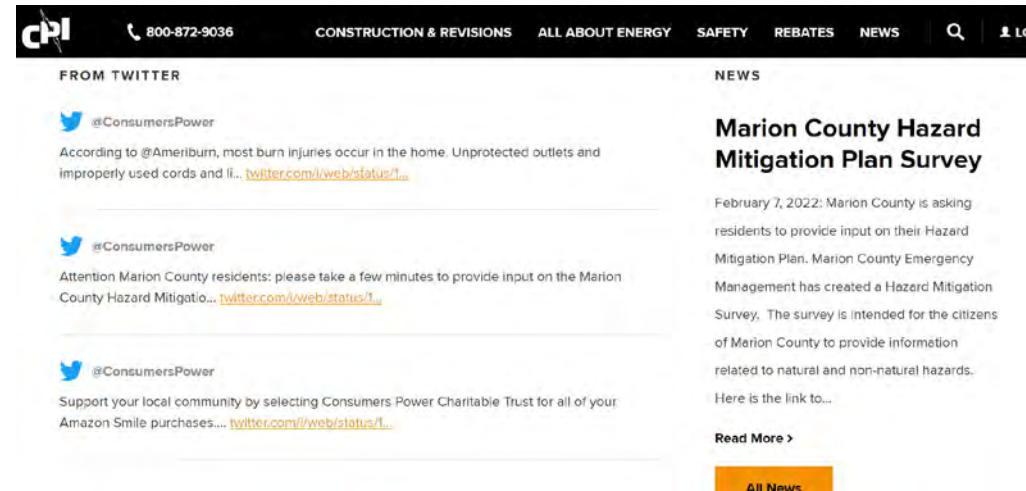 cPI
800-872-9036
CONSTRUCTION & REVISIONS
ALL ABOUT ENERGY
SAFETY
REBATES
NEWS
FROM TWITTER
@ConsumersPower
According to @Ameriburn, most burn injuries occur in the home. Unprotected outlets and
improperly used cords and li... twitter.com/i/web/status/1...
@ConsumersPower
Attention Marion County residents: please take a few minutes to provide input on the Marion
County Hazard Mitigatio... twitter.com/i/web/status/1...
@ConsumersPower
Support your local community by selecting Consumers Power Charitable Trust for all of your
Amazon Smile purchases.... twitter.com/i/web/status/1...
NEWS
Marion County Hazard
Mitigation Plan Survey
February 7, 2022: Marion County is asking
residents to provide input on their Hazard
Mitigation Plan. Marion County Emergency
Management has created a Hazard Mitigation
Survey. The survey is intended for the citizens
of Marion County to provide information
related to natural and non-natural hazards.
Here is the link to...
Read More >
All News